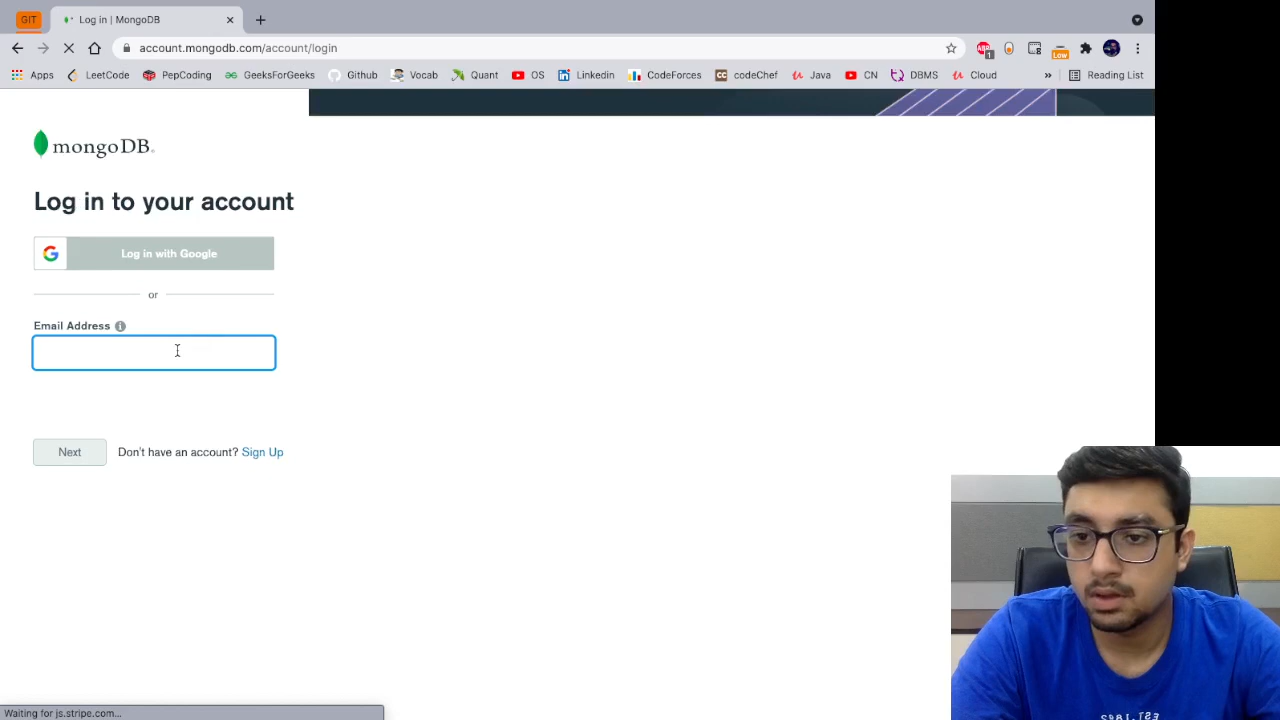 GIT
Log in | MongoDB
account.mongodb.com/account/login
1
Low
Apps LeetCode PepCoding GeeksForGeeks Github Vocab Quant OS Linkedin CodeForces codeChef Java CN DBMS Cloud » Reading List
mongoDB
Log in to your account
Log in with Google
or
Email Address
Next Don't have an account? Sign Up
Waiting for js.stripe.com...